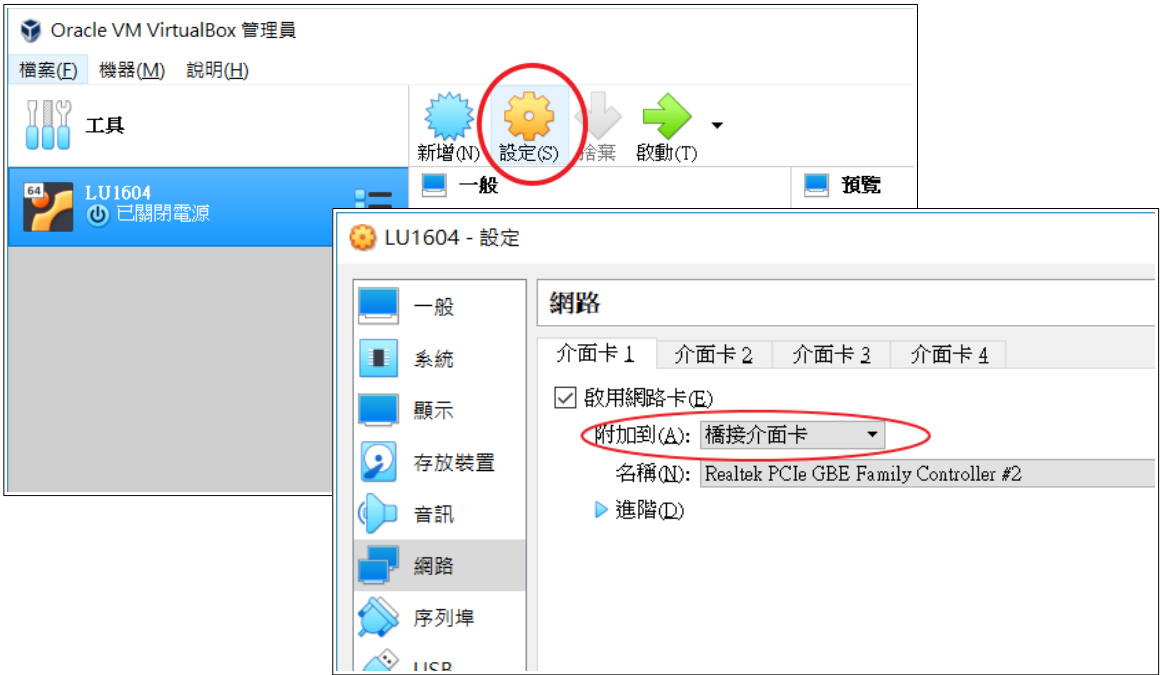 Oracle VM VirtualBox 管理員
檔案(F) 機器(M) 說明(H)
工具
新增(N) 設定(S) 捨棄 啟動(T)
64
LU1604
已關閉電源
一般
預覽
LU1604 - 設定
一般
系統
顯示
存放裝置
音訊
網路
序列埠
USB
網路
介面卡 1 介面卡 2 介面卡 3 介面卡 4
啟用網路卡(E)
附加到(A): 橋接介面卡
名稱(N): Realtek PCIe GBE Family Controller #2
進階(D)